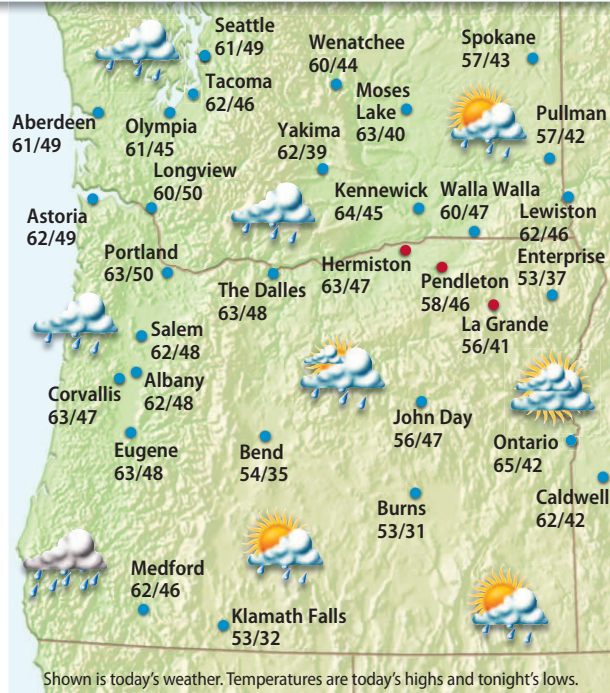 Seattle
61/49
Wenatchee
60/44
Spokane
57/43
Tacoma
62/46
Moses
Lake
63/40
Pullman
57/42
Aberdeen
61/49
Olympia
61/45
Yakima
62/39
Longview
60/50
Kennewick
64/45
Walla Walla
60/47
Lewiston
62/46
Astoria
62/49
Portland
63/50
The Dalles
63/48
Hermiston
63/47
Pendleton
58/46
Enterprise
53/37
La Grande
56/41
Salem
62/48
Corvallis
63/47
Albany
62/48
John Day
56/47
Eugene
63/48
Bend
54/35
Ontario
65/42
Burns
53/31
Caldwell
62/42
Medford
62/46
Klamath Falls
53/32
Shown is today's weather. Temperatures are today's highs and tonight's lows.